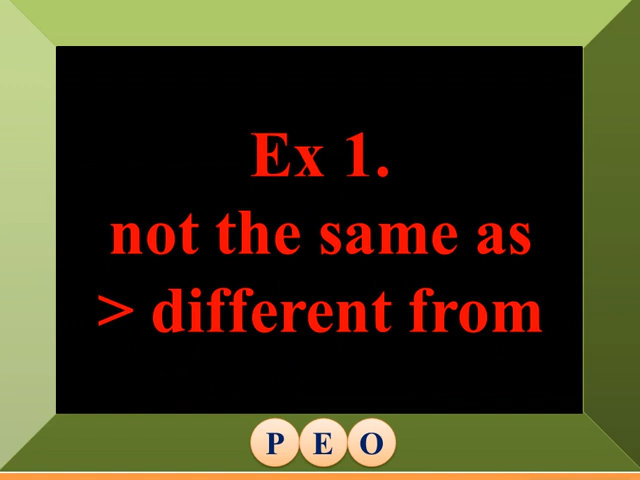 Ex 1.
not the same as
> different from
P E O